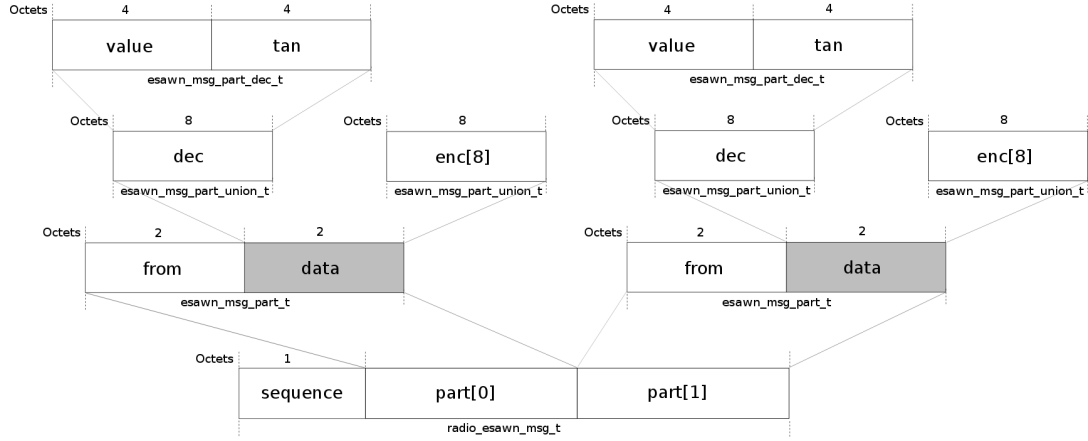 Octets 4 4 Octets 4 4
value tan value tan
esawn_msg_part_dec_t esawn_msg_part_dec_t
Octets 8 Octets 8 Octets 8 Octets 8
dec enc[8] dec enc[8]
esawn_msg_part_union_t esawn_msg_part_union_t esawn_msg_part_union_t esawn_msg_part_union_t
Octets 2 2 Octets 2 2
from data from data
esawn_msg_part_t esawn_msg_part_t
Octets 1
sequence part[0] part[1]
radio_esawn_msg_t